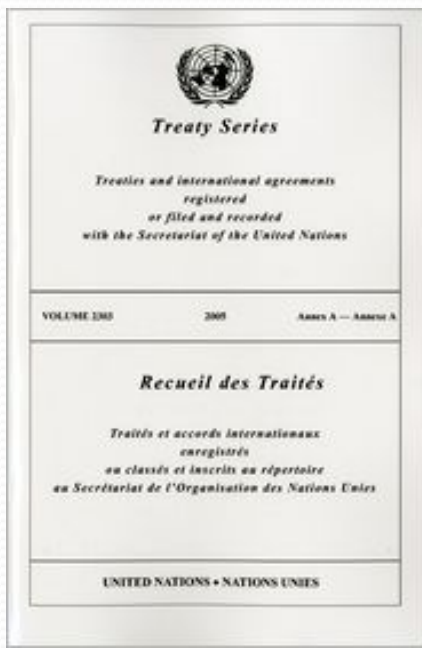 Treaty Series
Treaties and international agreements
registered
or filed and recorded
with the Secretariat of the United Nations
VOLUME 2303 2005 Annex A — Annexe A
Recueil des Traités
Traités et accords internationaux
enregistrés
ou classés et inscrits au répertoire
au Secrétariat de l'Organisation des Nations Unies
UNITED NATIONS • NATIONS UNIES